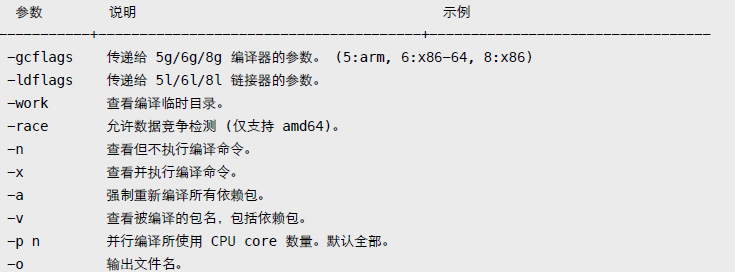 参数 说明 示例
-----------+----------------------------------------+----------------------------------
-gcflags 传递给 5g/6g/8g 编译器的参数。 (5:arm, 6:x86-64, 8:x86)
-ldflags 传递给 5l/6l/8l 链接器的参数。
-work 查看编译临时目录。
-race 允许数据竞争检测 (仅支持 amd64)。
-n 查看但不执行编译命令。
-x 查看并执行编译命令。
-a 强制重新编译所有依赖包。
-v 查看被编译的包名，包括依赖包。
-p n 并行编译所使用 CPU core 数量。默认全部。
-o 输出文件名。